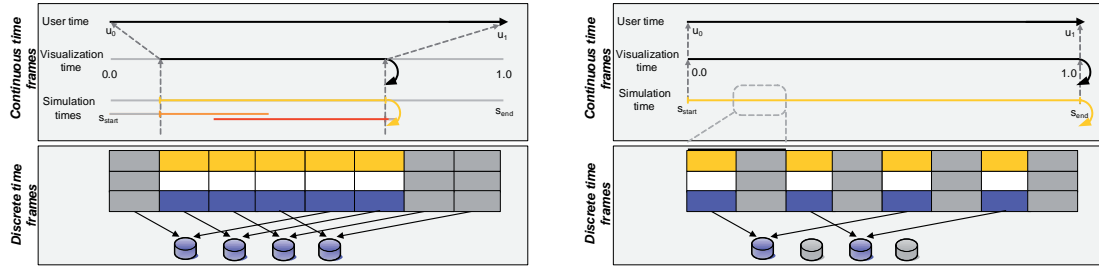 Continuous time frames
User time
u0
u1
Visualization time
0.0
1.0
Simulation times
sstart
send
Discrete time frames
Continuous time frames
User time
u0
u1
Visualization time
0.0
1.0
Simulation time
sstart
send
Discrete time frames